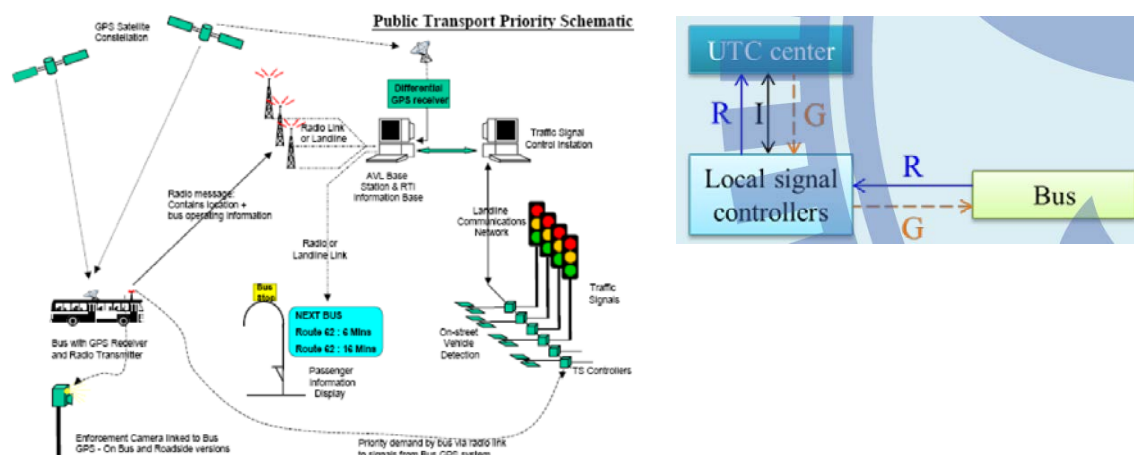 Public Transport Priority Schematic
GPS Satellite
Constellation
Differential
GPS receiver
Radio Link
or Landline
AVL Base
Station & RTI
Information Base
Traffic Signal
Control Instation
Radio message:
Contains location +
bus operating information
Landline
Communications
Network
Radio or
Landline Link
Traffic
Signals
Bus
Stop
NEXT BUS
Route 62 : 6 Mins
Route 62 : 16 Mins
On-street
Vehicle
Detection
Bus with GPS Receiver
and Radio Transmitter
Passenger
Information
Display
TS Controllers
Enforcement Camera linked to Bus
GPS - On Bus and Roadside versions
Priority demand by bus via radio link
to signals from Bus GPS system
UTC center
R
I
G
Local signal
controllers
R
G
Bus